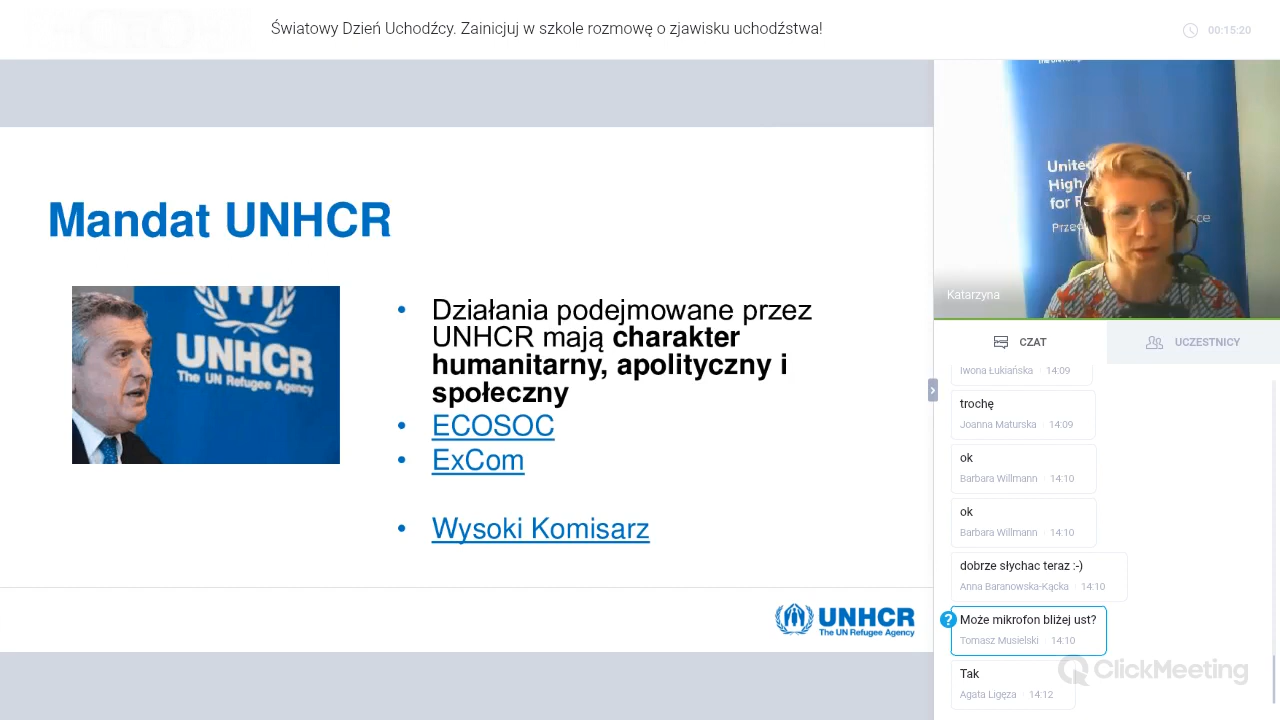 Światowy Dzień Uchodźcy. Zainicjuj w szkole rozmowę o zjawisku uchodźstwa!
00:15:20
Mandat UNHCR
UNHCR
The UN Refugee Agency
• Działania podejmowane przez
UNHCR mają charakter
humanitarny, apolityczny i
społeczny
• ECOSOC
• ExCom
• Wysoki Komisarz
UNHCR
The UN Refugee Agency
United
High
for
Katarzyna
CZAT
UCZESTNICY
Iwona Łukiańska · 14:09
trochę
Joanna Maturska · 14:09
ok
Barbara Willmann · 14:10
ok
Barbara Willmann · 14:10
dobrze słychac teraz :-)
Anna Baranowska-Kącka · 14:10
? Może mikrofon bliżej ust?
Tomasz Musielski · 14:10
Tak
Agata Ligęza · 14:12
ClickMeeting